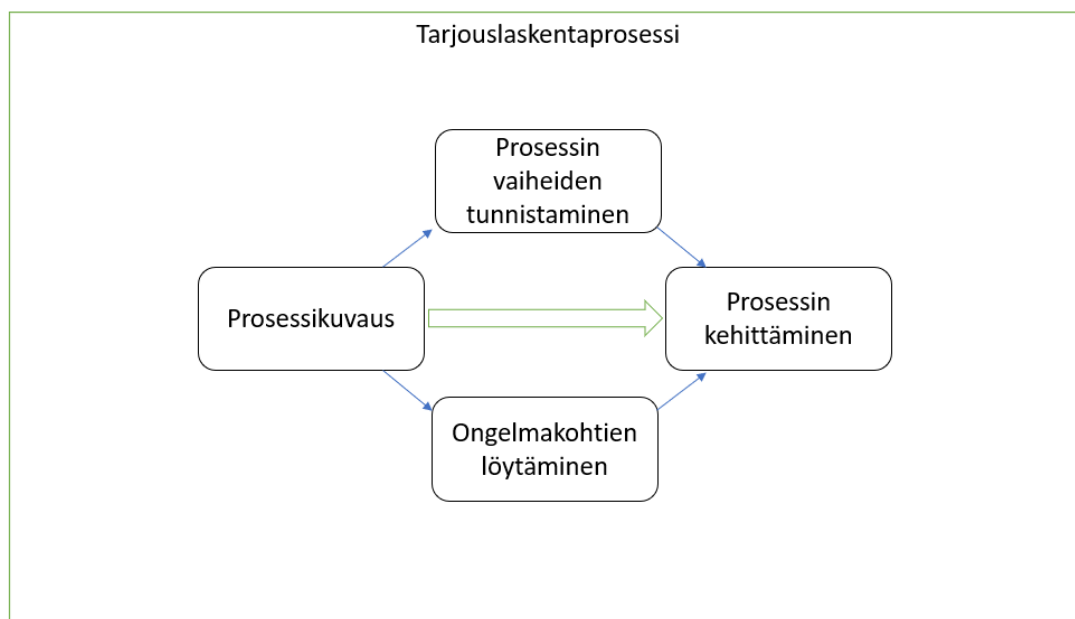 Tarjouslaskentaprosessi
Prosessin
vaiheiden
tunnistaminen
Prosessikuvaus
Prosessin
kehittäminen
Ongelmakohtien
löytäminen